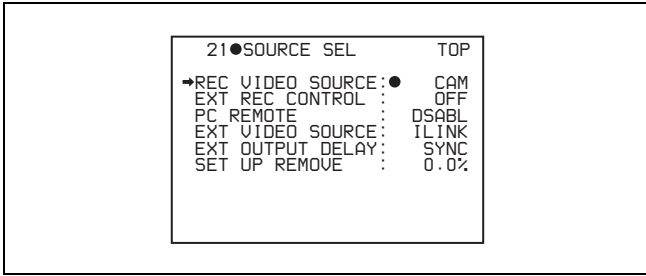 21●SOURCE SEL TOP
➡REC VIDEO SOURCE:● CAM
EXT REC CONTROL : OFF
PC REMOTE : DSABL
EXT VIDEO SOURCE: ILINK
EXT OUTPUT DELAY: SYNC
SET UP REMOVE : 0.0%